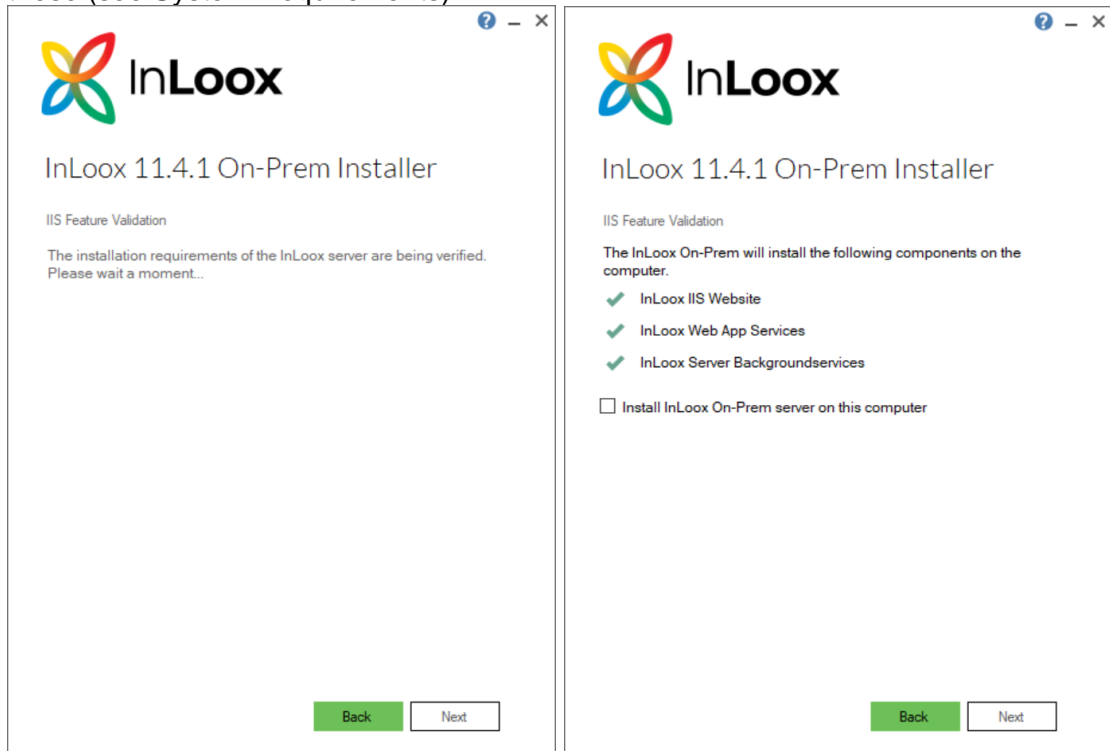 (see System Requirements)
InLoox
InLoox 11.4.1 On-Prem Installer
IIS Feature Validation
The installation requirements of the InLoox server are being verified.
Please wait a moment...
Back Next
InLoox
InLoox 11.4.1 On-Prem Installer
IIS Feature Validation
The InLoox On-Prem will install the following components on the
computer.
InLoox IIS Website
InLoox Web App Services
InLoox Server Backgroundservices
Install InLoox On-Prem server on this computer
Back Next